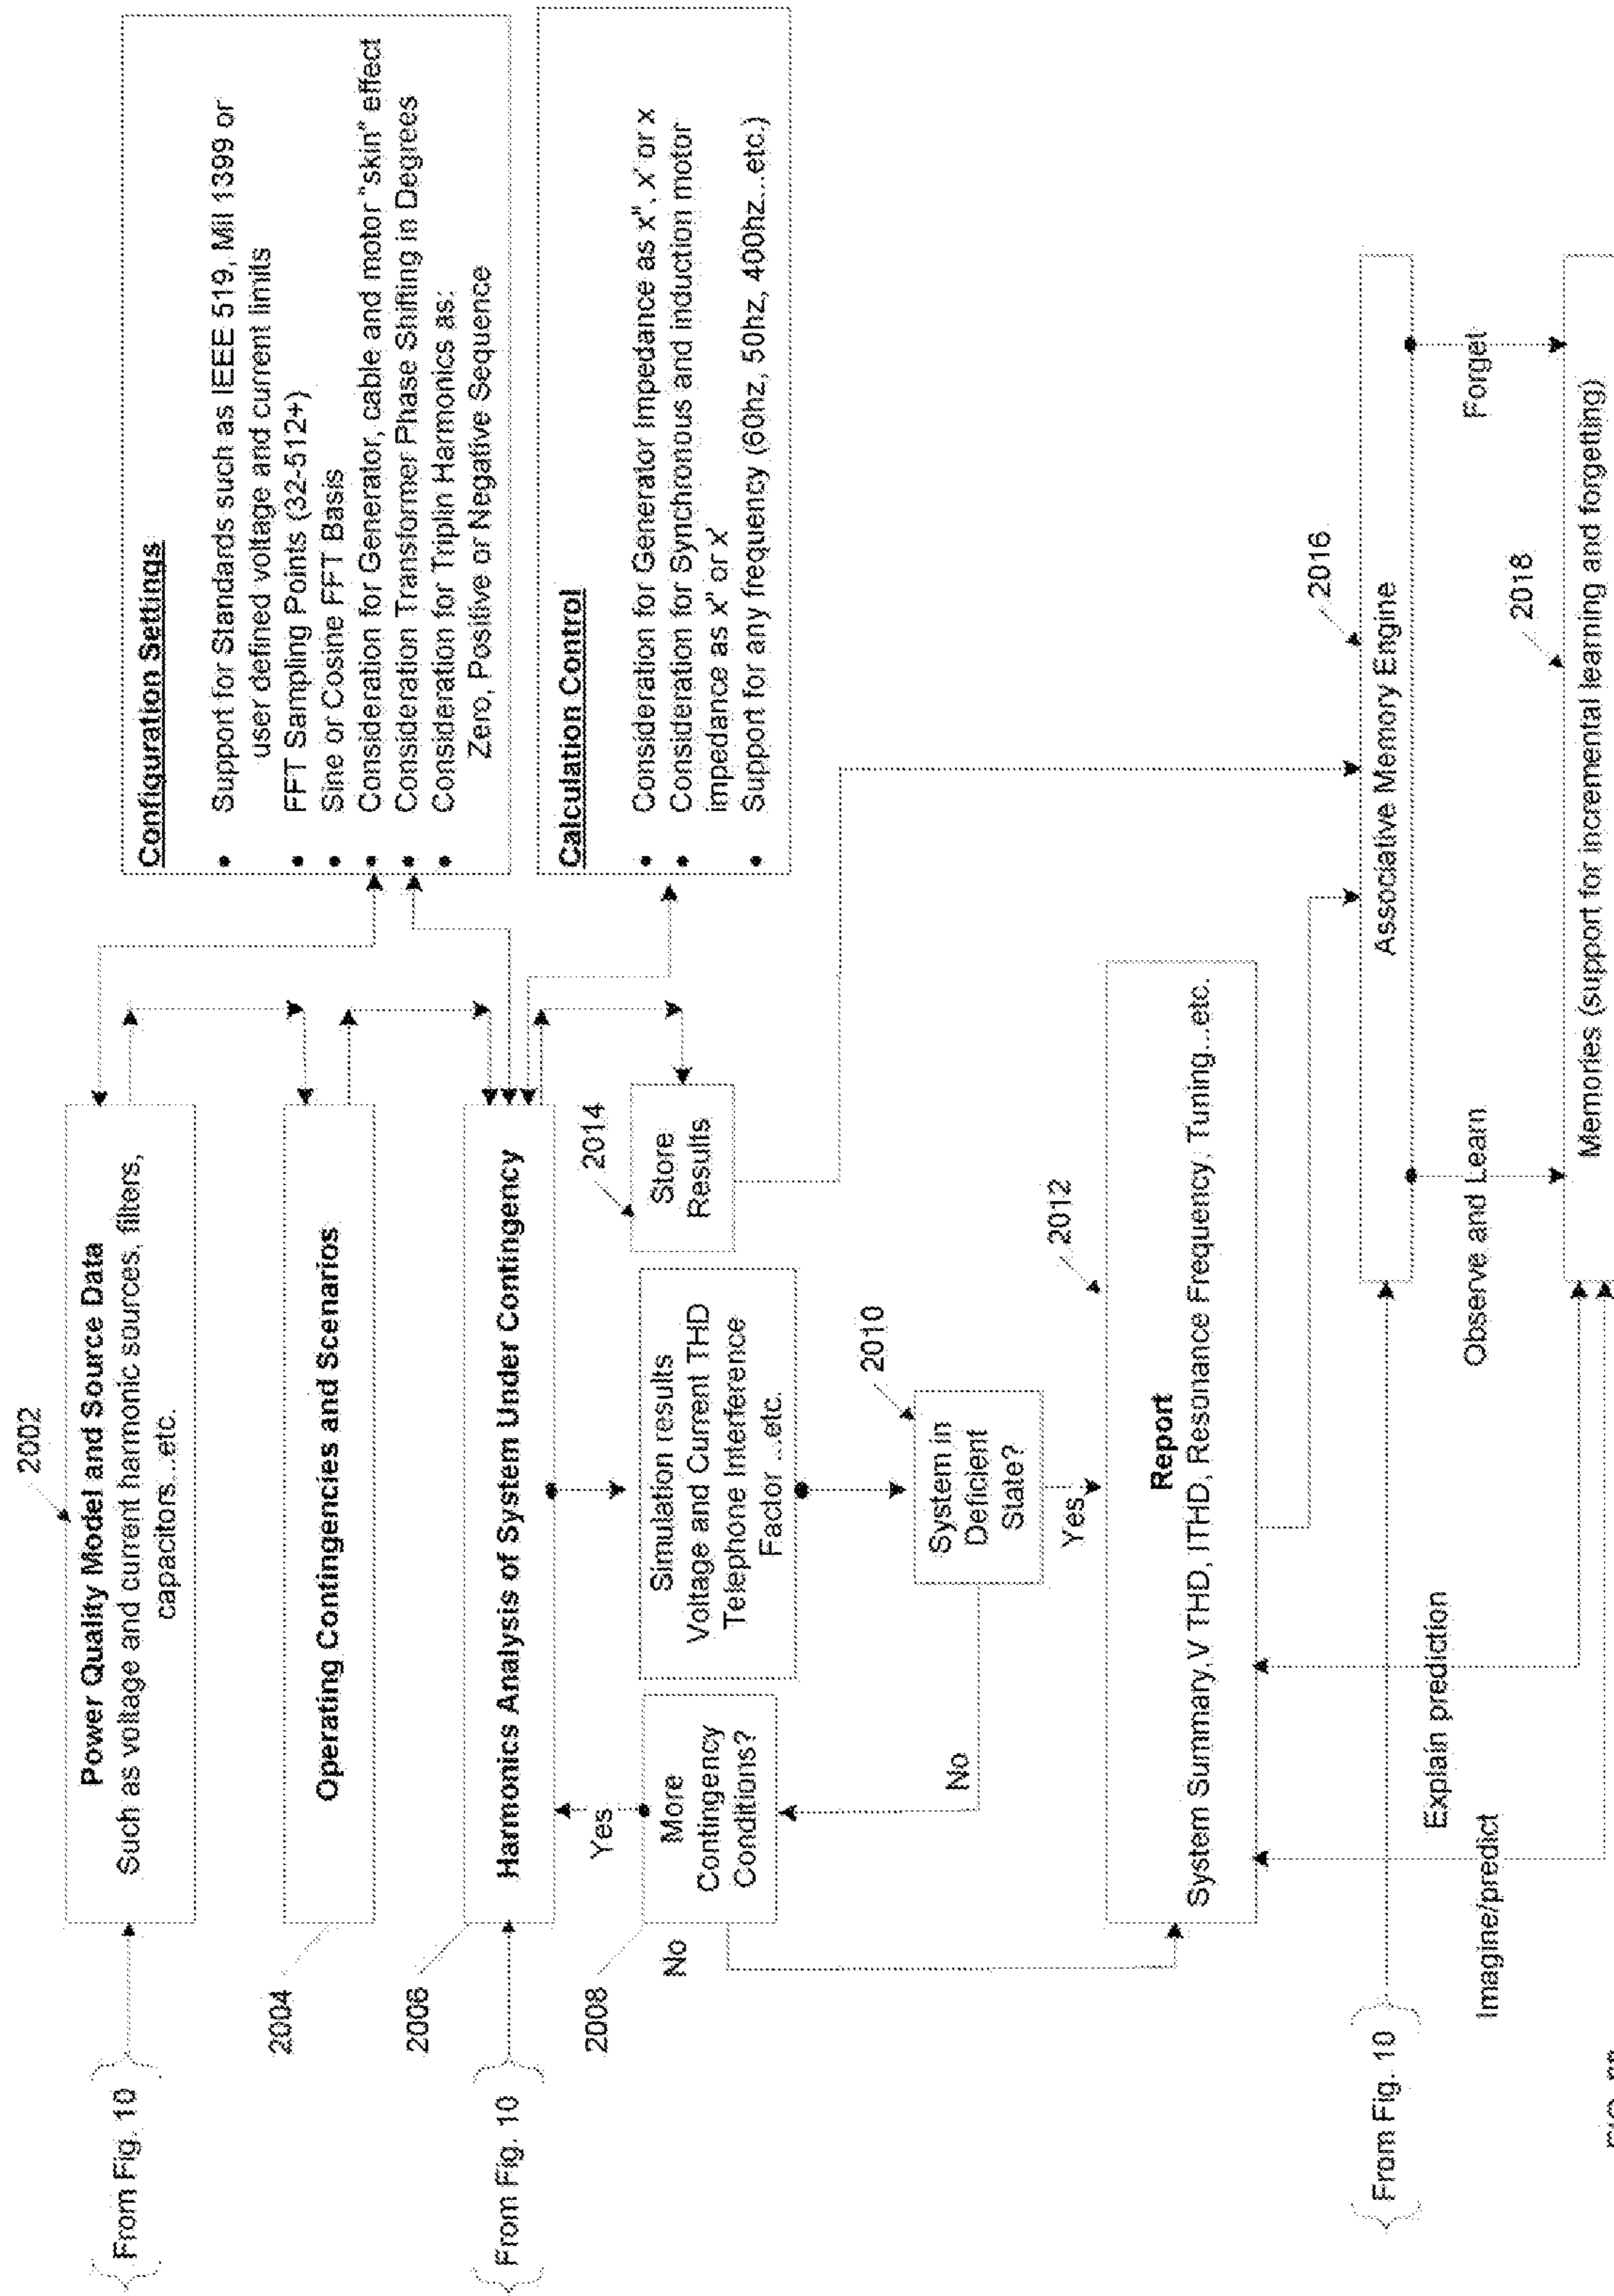 2002
Power Quality Model and Source Data
Such as voltage and current harmonic sources, filters,
capacitors...etc.
From Fig. 10
Configuration Settings
• Support for Standards such as IEEE 519, Mil 1399 or
user defined voltage and current limits
• FFT Sampling Points (32-512+)
• Sine or Cosine FFT Basis
• Consideration for Generator, cable and motor "skin" effect
• Consideration Transformer Phase Shifting in Degrees
• Consideration for Triplin Harmonics as:
Zero, Positive or Negative Sequence
2004
Operating Contingencies and Scenarios
2006
Harmonics Analysis of System Under Contingency
From Fig. 10
Calculation Control
• Consideration for Generator Impedance as x", x' or x
• Consideration for Synchronous and induction motor
impedance as x" or x'
• Support for any frequency (60hz, 50hz, 400hz...etc.)
2014
Store
Results
Simulation results
Voltage and Current THD
Telephone Interference
Factor ...etc.
Yes
2008
More
Contingency
Conditions?
No
2010
System in
Deficient
State?
No
Yes
2012
Report
System Summary,V THD, ITHD, Resonance Frequency, Tuning...etc.
2016
From Fig. 10
Associative Memory Engine
Explain prediction
Imagine/predict
Observe and Learn
Forget
2018
Memories (support for incremental learning and forgetting)